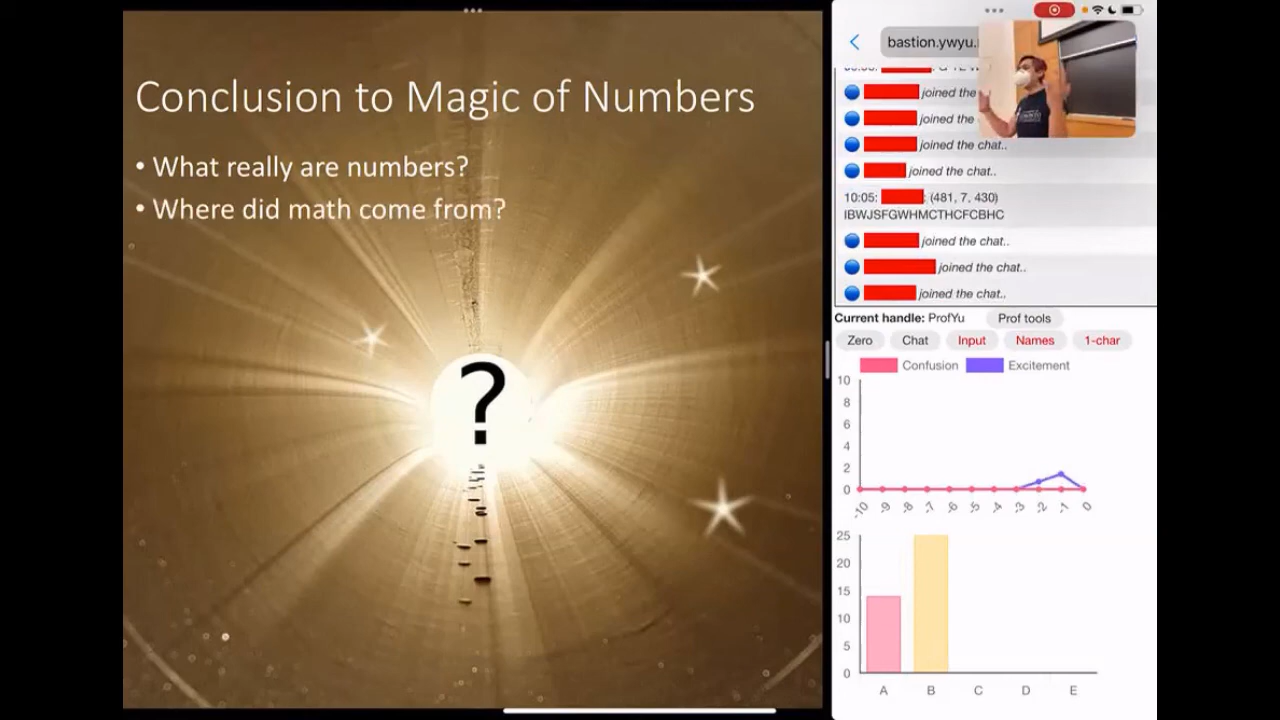 Conclusion to Magic of Numbers
• What really are numbers?
• Where did math come from?
?
bastion.ywyu.
joined the
joined the
joined the chat..
joined the chat..
10:05: : (481, 7, 430)
IBWJSFGWHMCTHCFCBHC
joined the chat..
joined the chat..
joined the chat..
Current handle: ProfYu Prof tools
Zero Chat Input Names 1-char
Confusion Excitement
10
8
6
4
2
0
-10 -9 -8 -7 -6 -5 -4 -3 -2 -1 0
25
20
15
10
5
0
A B C D E